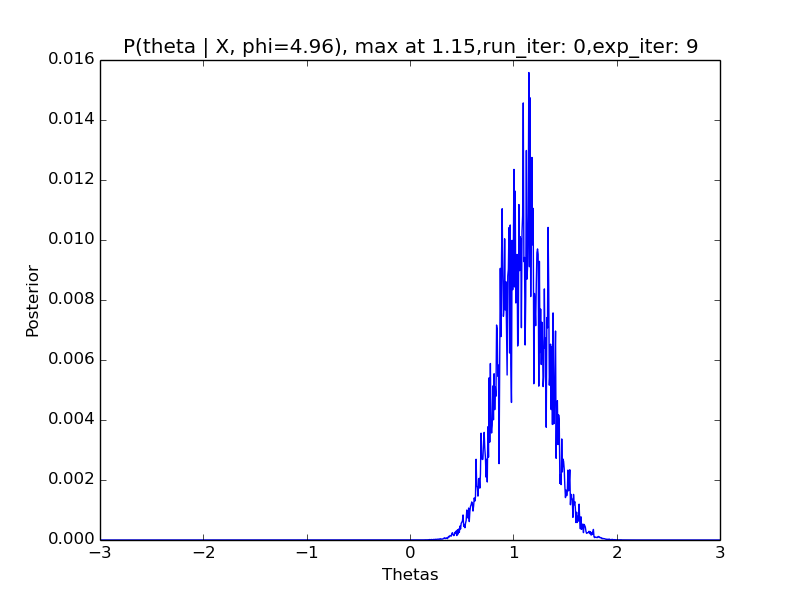 P(theta | X, phi=4.96), max at 1.15,run_iter: 0,exp_iter: 9
0.016
0.014
0.012
0.010
0.008
0.006
0.004
0.002
0.000
Posterior
−3 −2 −1 0 1 2 3
Thetas